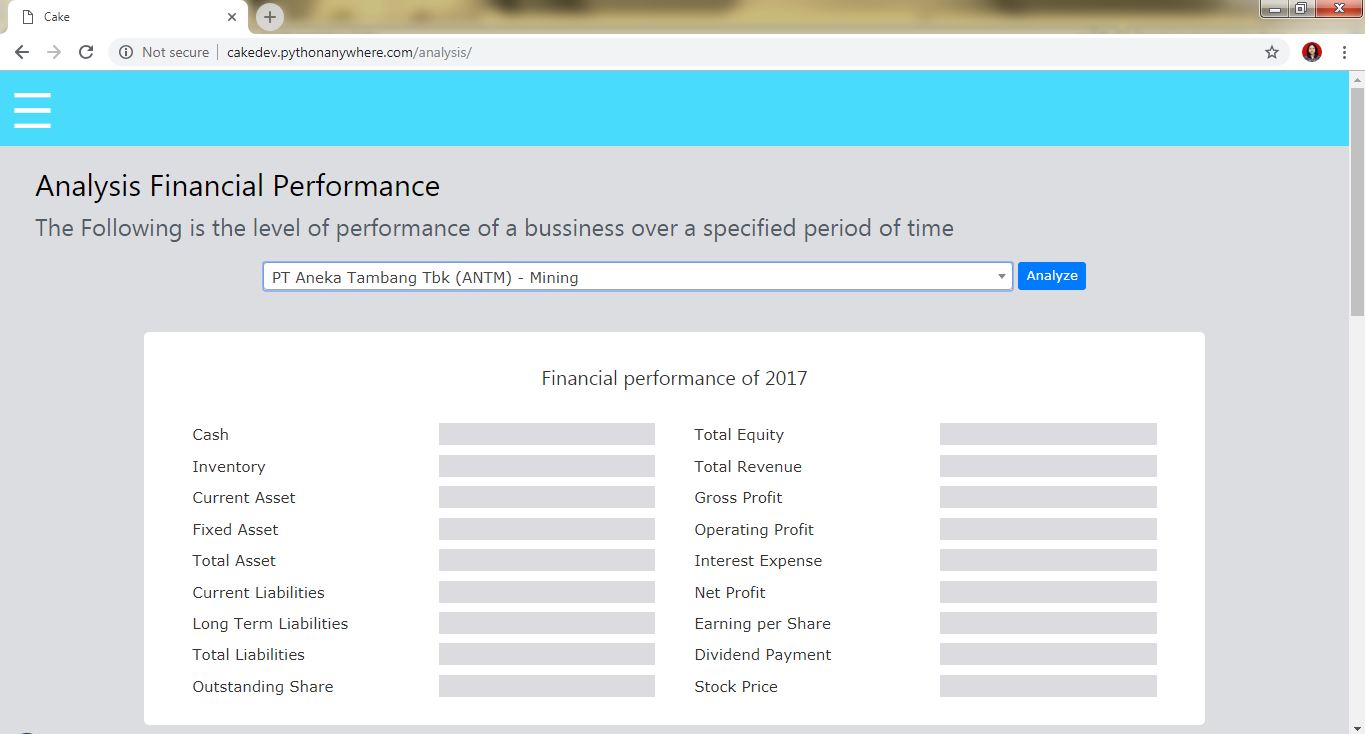 Cake
Not secure | cakedev.pythonanywhere.com/analysis/
Analysis Financial Performance
The Following is the level of performance of a bussiness over a specified period of time
PT Aneka Tambang Tbk (ANTM) - Mining Analyze
Financial performance of 2017
Cash Total Equity
Inventory Total Revenue
Current Asset Gross Profit
Fixed Asset Operating Profit
Total Asset Interest Expense
Current Liabilities Net Profit
Long Term Liabilities Earning per Share
Total Liabilities Dividend Payment
Outstanding Share Stock Price